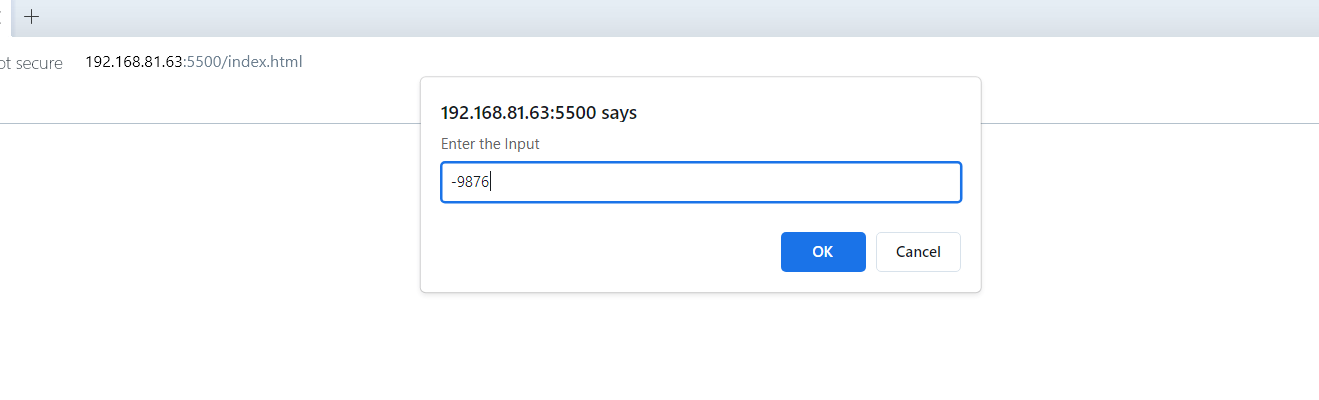 ot secure 192.168.81.63:5500/index.html
192.168.81.63:5500 says
Enter the Input
-9876
OK Cancel